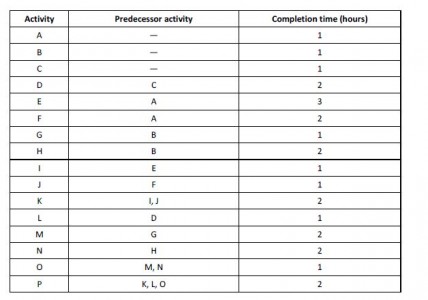 Activity Predecessor activity Completion time (hours)
A — 1
B — 1
C — 1
D C 2
E A 3
F A 2
G B 1
H B 2
I E 1
J F 1
K I, J 2
L D 1
M G 2
N H 2
O M, N 1
P K, L, O 2